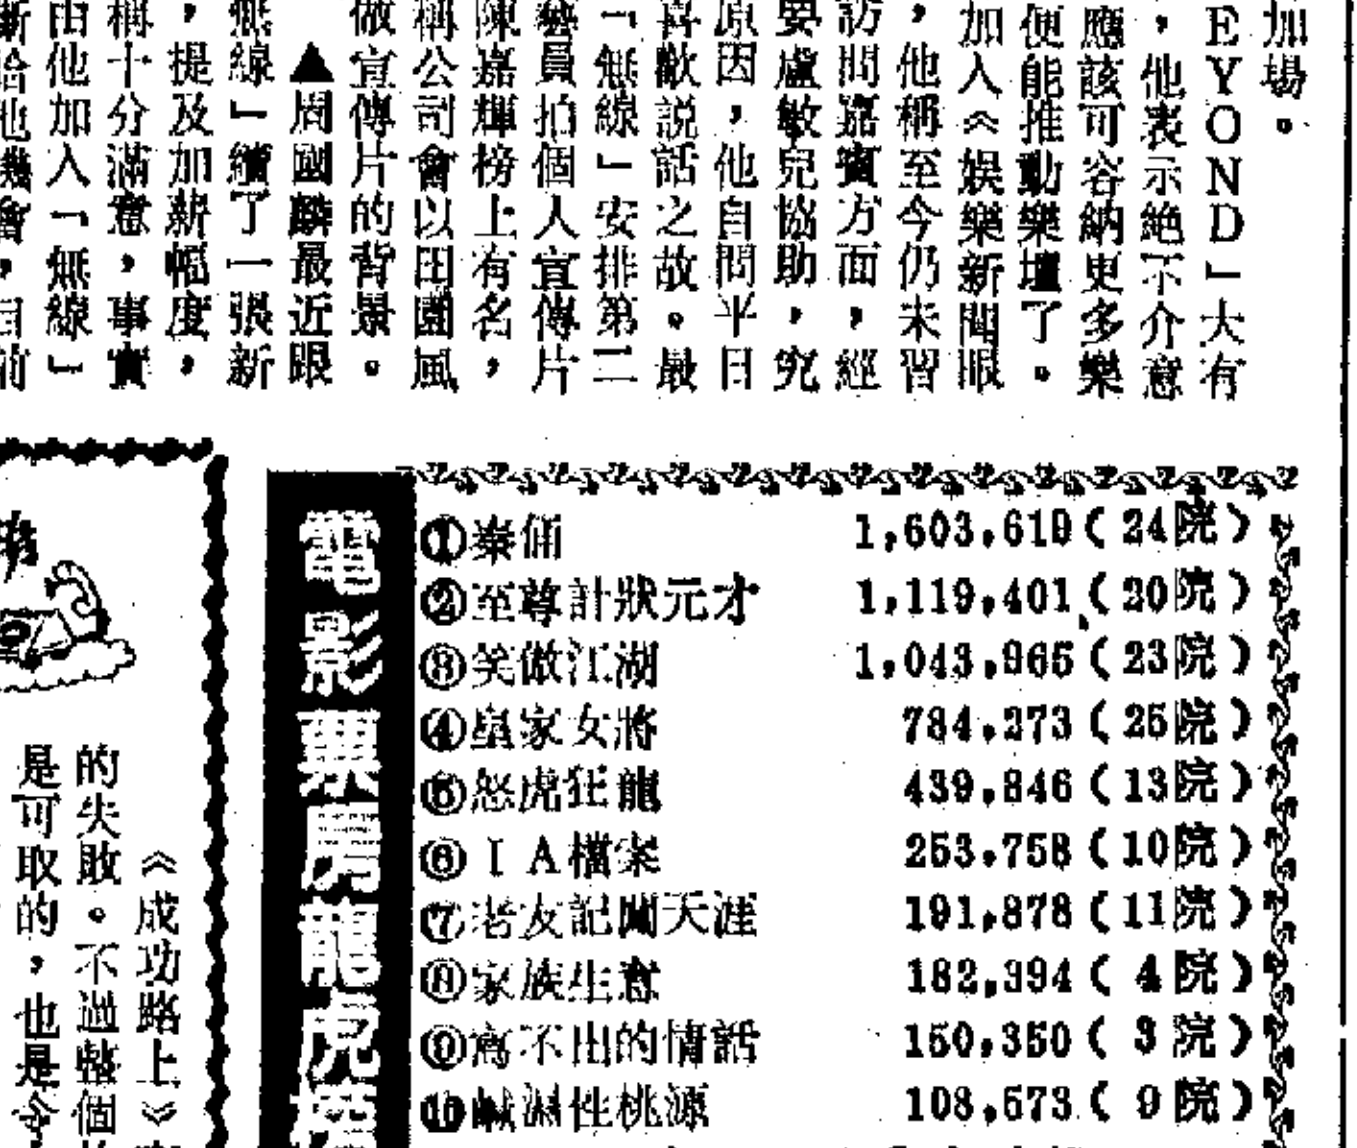 加場。
EYOND」大有
，他表示絕不介意
應該可容納更多樂
便能推動樂壇了。
加入《娛樂新聞眼
，他稱至今仍未習
訪問嘉賓方面，經
要盧敏兒協助，究
原因，他自問平日
喜歡説話之故。最
「無線」安排第二
藝員拍個人宣傳片
陳嘉輝榜上有名，
稱公司會以田園風
做宣傳片的背景。
▲周國麟最近眼
無線」續了一張新
，提及加薪幅度，
稱十分滿意，事實
由他加入「無線」
電影票房龍虎
①秦俑 1,603,619(24院)
②至尊計狀元才 1,119,401(20院)
③笑傲江湖 1,043,965(23院)
④皇家女將 784,273(25院)
⑤怒虎狂龍 439,846(13院)
⑥IA檔案 253,758(10院)
⑦老友記闖天涯 191,878(11院)
⑧家族生意 182,394(4院)
⑨寫不出的情話 150,350(3院)
⑩鹹濕性桃源 108,573(9院)
《成功路上》
的失敗。不過整個
是可取的，也是令